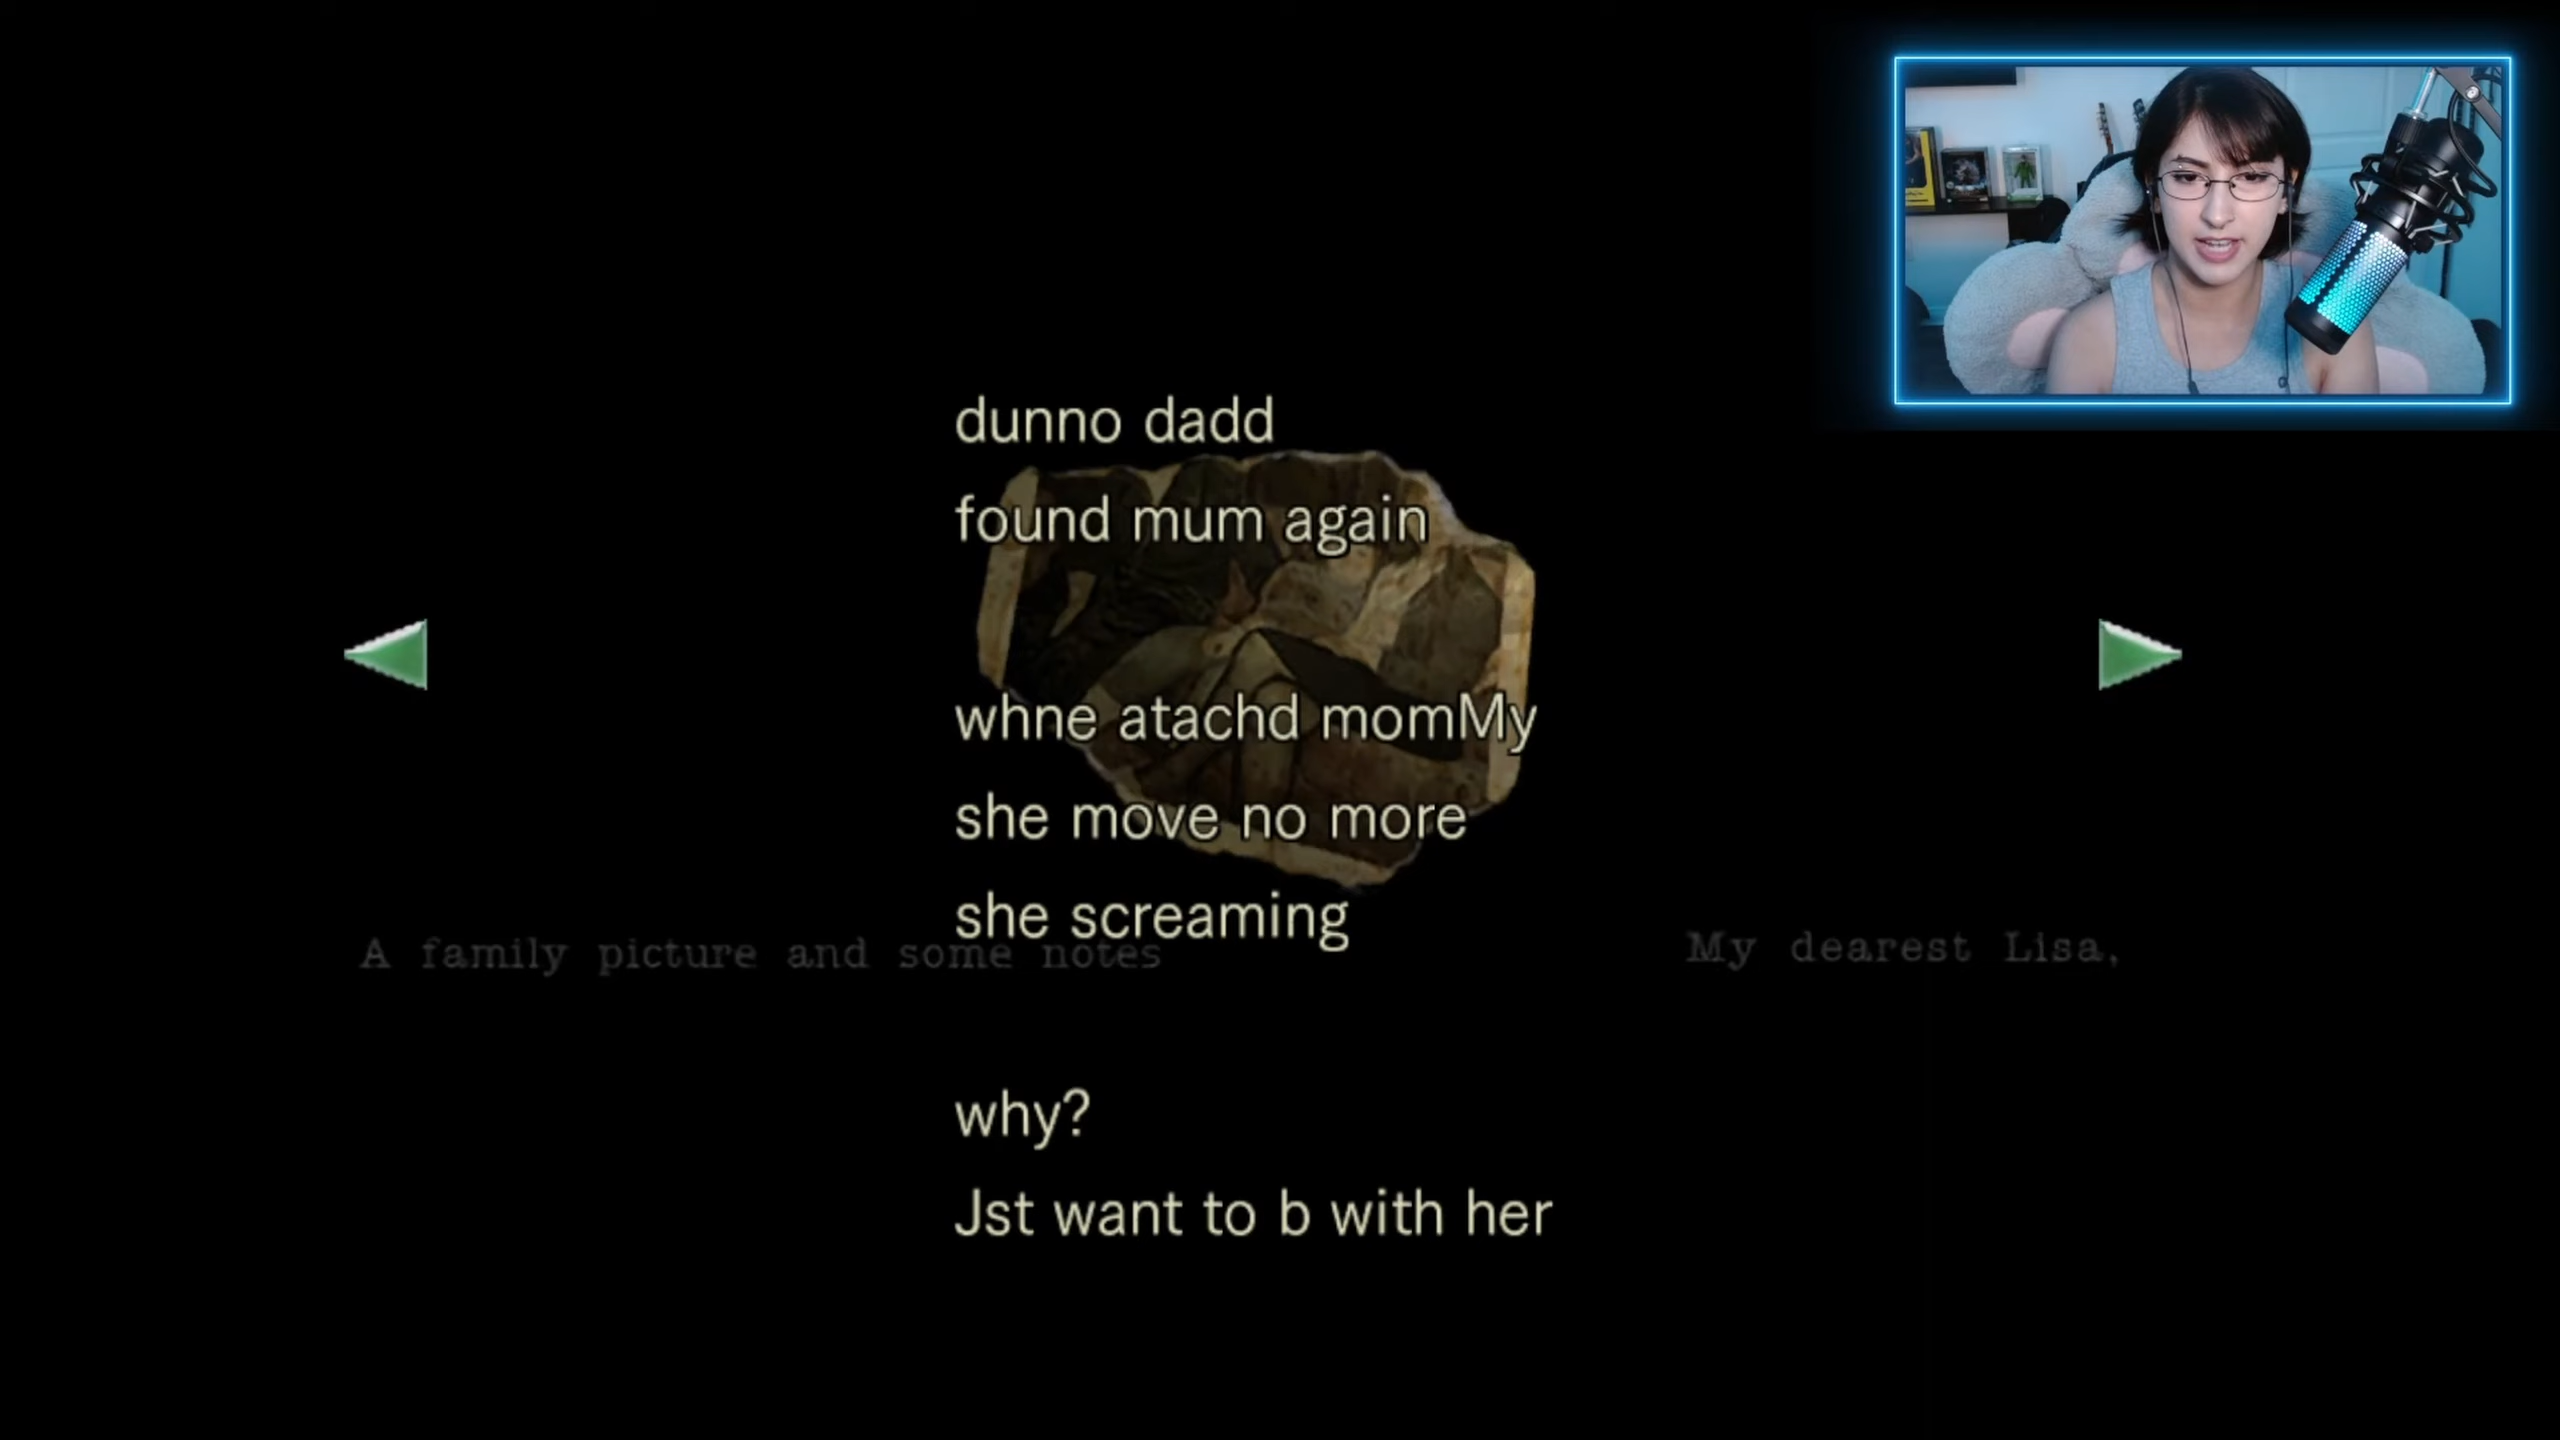 dunno dadd
found mum again
whne atachd momMy
she move no more
she screaming
A family picture and some notes
My dearest Lisa,
why?
Jst want to b with her